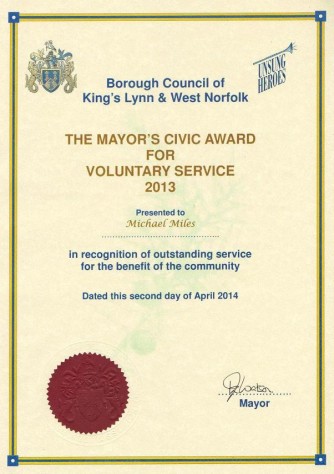 UNSUNG
HEROES
Borough Council of
King's Lynn & West Norfolk
THE MAYOR'S CIVIC AWARD
FOR
VOLUNTARY SERVICE
2013
Presented to
Michael Miles
in recognition of outstanding service
for the benefit of the community
Dated this second day of April 2014
Mayor